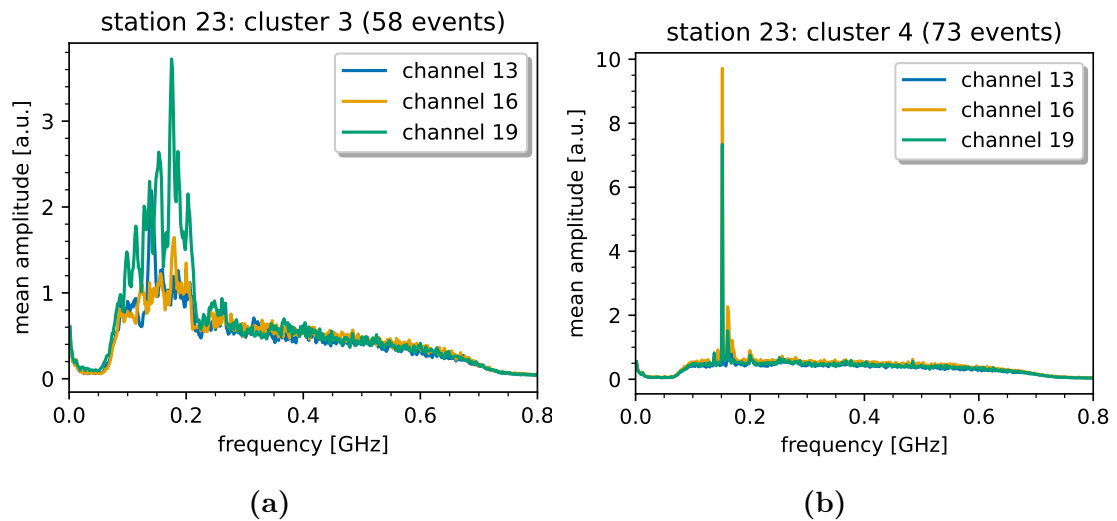 station 23: cluster 3 (58 events)
channel 13
channel 16
channel 19
mean amplitude [a.u.]
3
2
1
0
0.0 0.2 0.4 0.6 0.8
frequency [GHz]
(a)
station 23: cluster 4 (73 events)
channel 13
channel 16
channel 19
mean amplitude [a.u.]
10
8
6
4
2
0
0.0 0.2 0.4 0.6 0.8
frequency [GHz]
(b)